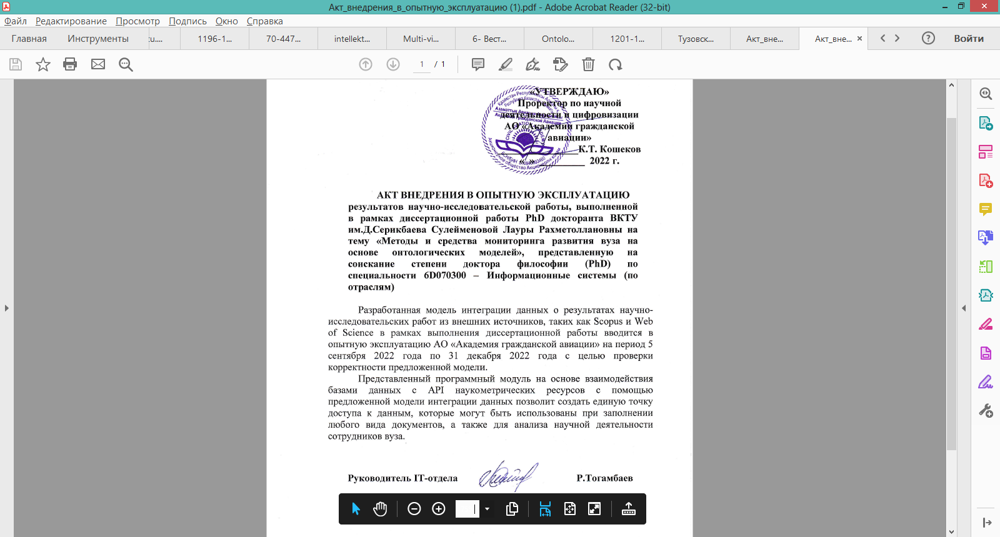 Акт_внедрения_в_опытную_эксплуатацию (1).pdf - Adobe Acrobat Reader (32-bit)
Файл Редактирование Просмотр Подпись Окно Справка
Главная Инструменты
1196-1...
70-447...
intellekt...
Multi-vi...
6- Вест...
Ontolo...
1201-1...
Тузовск...
Акт_вне...
Акт_вне...
Войти
1 / 1
«УТВЕРЖДАЮ»
Проректор по научной
деятельности и цифровизации
АО «Академии гражданской
авиации»
К.Т. Кошеков
« » 2022 г.
АКТ ВНЕДРЕНИЯ В ОПЫТНУЮ ЭКСПЛУАТАЦИЮ
результатов научно-исследовательской работы, выполненной
в рамках диссертационной работы PhD докторанта ВКТУ
им.Д.Серикбаева Сулейменовой Лауры Рахметоллановны на
тему «Методы и средства мониторинга развития вуза на
основе онтологических моделей», представленную на
соискание степени доктора философии (PhD) по
специальности 6D070300 – Информационные системы (по
отраслям)
Разработанная модель интеграции данных о результатах научно-
исследовательских работ из внешних источников, таких как Scopus и Web
of Science в рамках выполнения диссертационной работы вводится в
опытную эксплуатацию АО «Академия гражданской авиации» на период 5
сентября 2022 года по 31 декабря 2022 года с целью проверки
корректности предложенной модели.
Представленный программный модуль на основе взаимодействия
базами данных с API наукометрических ресурсов с помощью
предложенной модели интеграции данных позволит создать единую точку
доступа к данным, которые могут быть использованы при заполнении
любого вида документов, а также для анализа научной деятельности
сотрудников вуза.
Руководитель IT-отдела Р.Тогамбаев